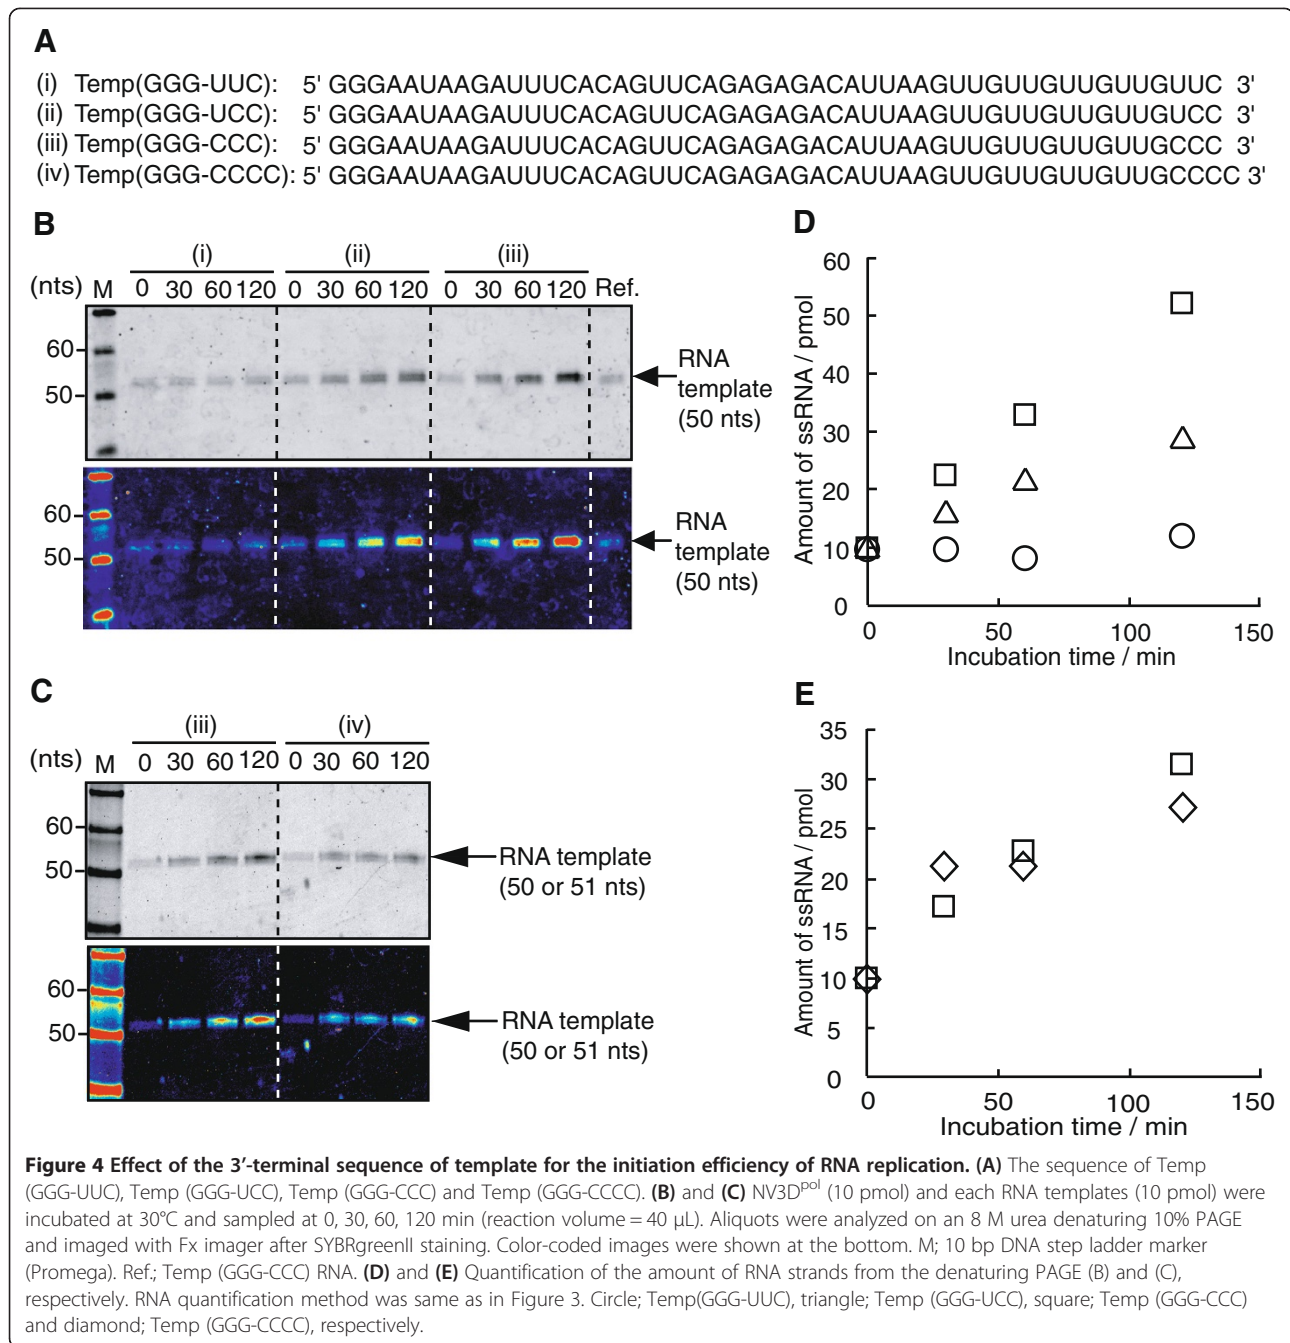 A
(i) Temp(GGG-UUC): 5' GGGAAUAAGAUUUCACAGUUCAGAGAGACAUUAAGUUGUUGUUGUUGUUC 3'
(ii) Temp(GGG-UCC): 5' GGGAAUAAGAUUUCACAGUUCAGAGAGACAUUAAGUUGUUGUUGUUGUCC 3'
(iii) Temp(GGG-CCC): 5' GGGAAUAAGAUUUCACAGUUCAGAGAGACAUUAAGUUGUUGUUGUUGCCC 3'
(iv) Temp(GGG-CCCC): 5' GGGAAUAAGAUUUCACAGUUCAGAGAGACAUUAAGUUGUUGUUGUUGCCCC 3'
B
(i) (ii) (iii)
(nts) M 0 30 60 120 0 30 60 120 0 30 60 120 Ref.
60
50
RNA
template
(50 nts)
60
50
RNA
template
(50 nts)
C
(iii) (iv)
(nts) M 0 30 60 120 0 30 60 120
60
50
RNA template
(50 or 51 nts)
60
50
RNA template
(50 or 51 nts)
D
Amount of ssRNA / pmol
60
50
40
30
20
10
0
0 50 100 150
Incubation time / min
E
Amount of ssRNA / pmol
35
30
25
20
15
10
5
0
0 50 100 150
Incubation time / min
Figure 4 Effect of the 3′-terminal sequence of template for the initiation efficiency of RNA replication. (A) The sequence of Temp
(GGG-UUC), Temp (GGG-UCC), Temp (GGG-CCC) and Temp (GGG-CCCC). (B) and (C) NV3Dpol (10 pmol) and each RNA templates (10 pmol) were
incubated at 30°C and sampled at 0, 30, 60, 120 min (reaction volume = 40 μL). Aliquots were analyzed on an 8 M urea denaturing 10% PAGE
and imaged with Fx imager after SYBRgreenII staining. Color-coded images were shown at the bottom. M; 10 bp DNA step ladder marker
(Promega). Ref.; Temp (GGG-CCC) RNA. (D) and (E) Quantification of the amount of RNA strands from the denaturing PAGE (B) and (C),
respectively. RNA quantification method was same as in Figure 3. Circle; Temp(GGG-UUC), triangle; Temp (GGG-UCC), square; Temp (GGG-CCC)
and diamond; Temp (GGG-CCCC), respectively.